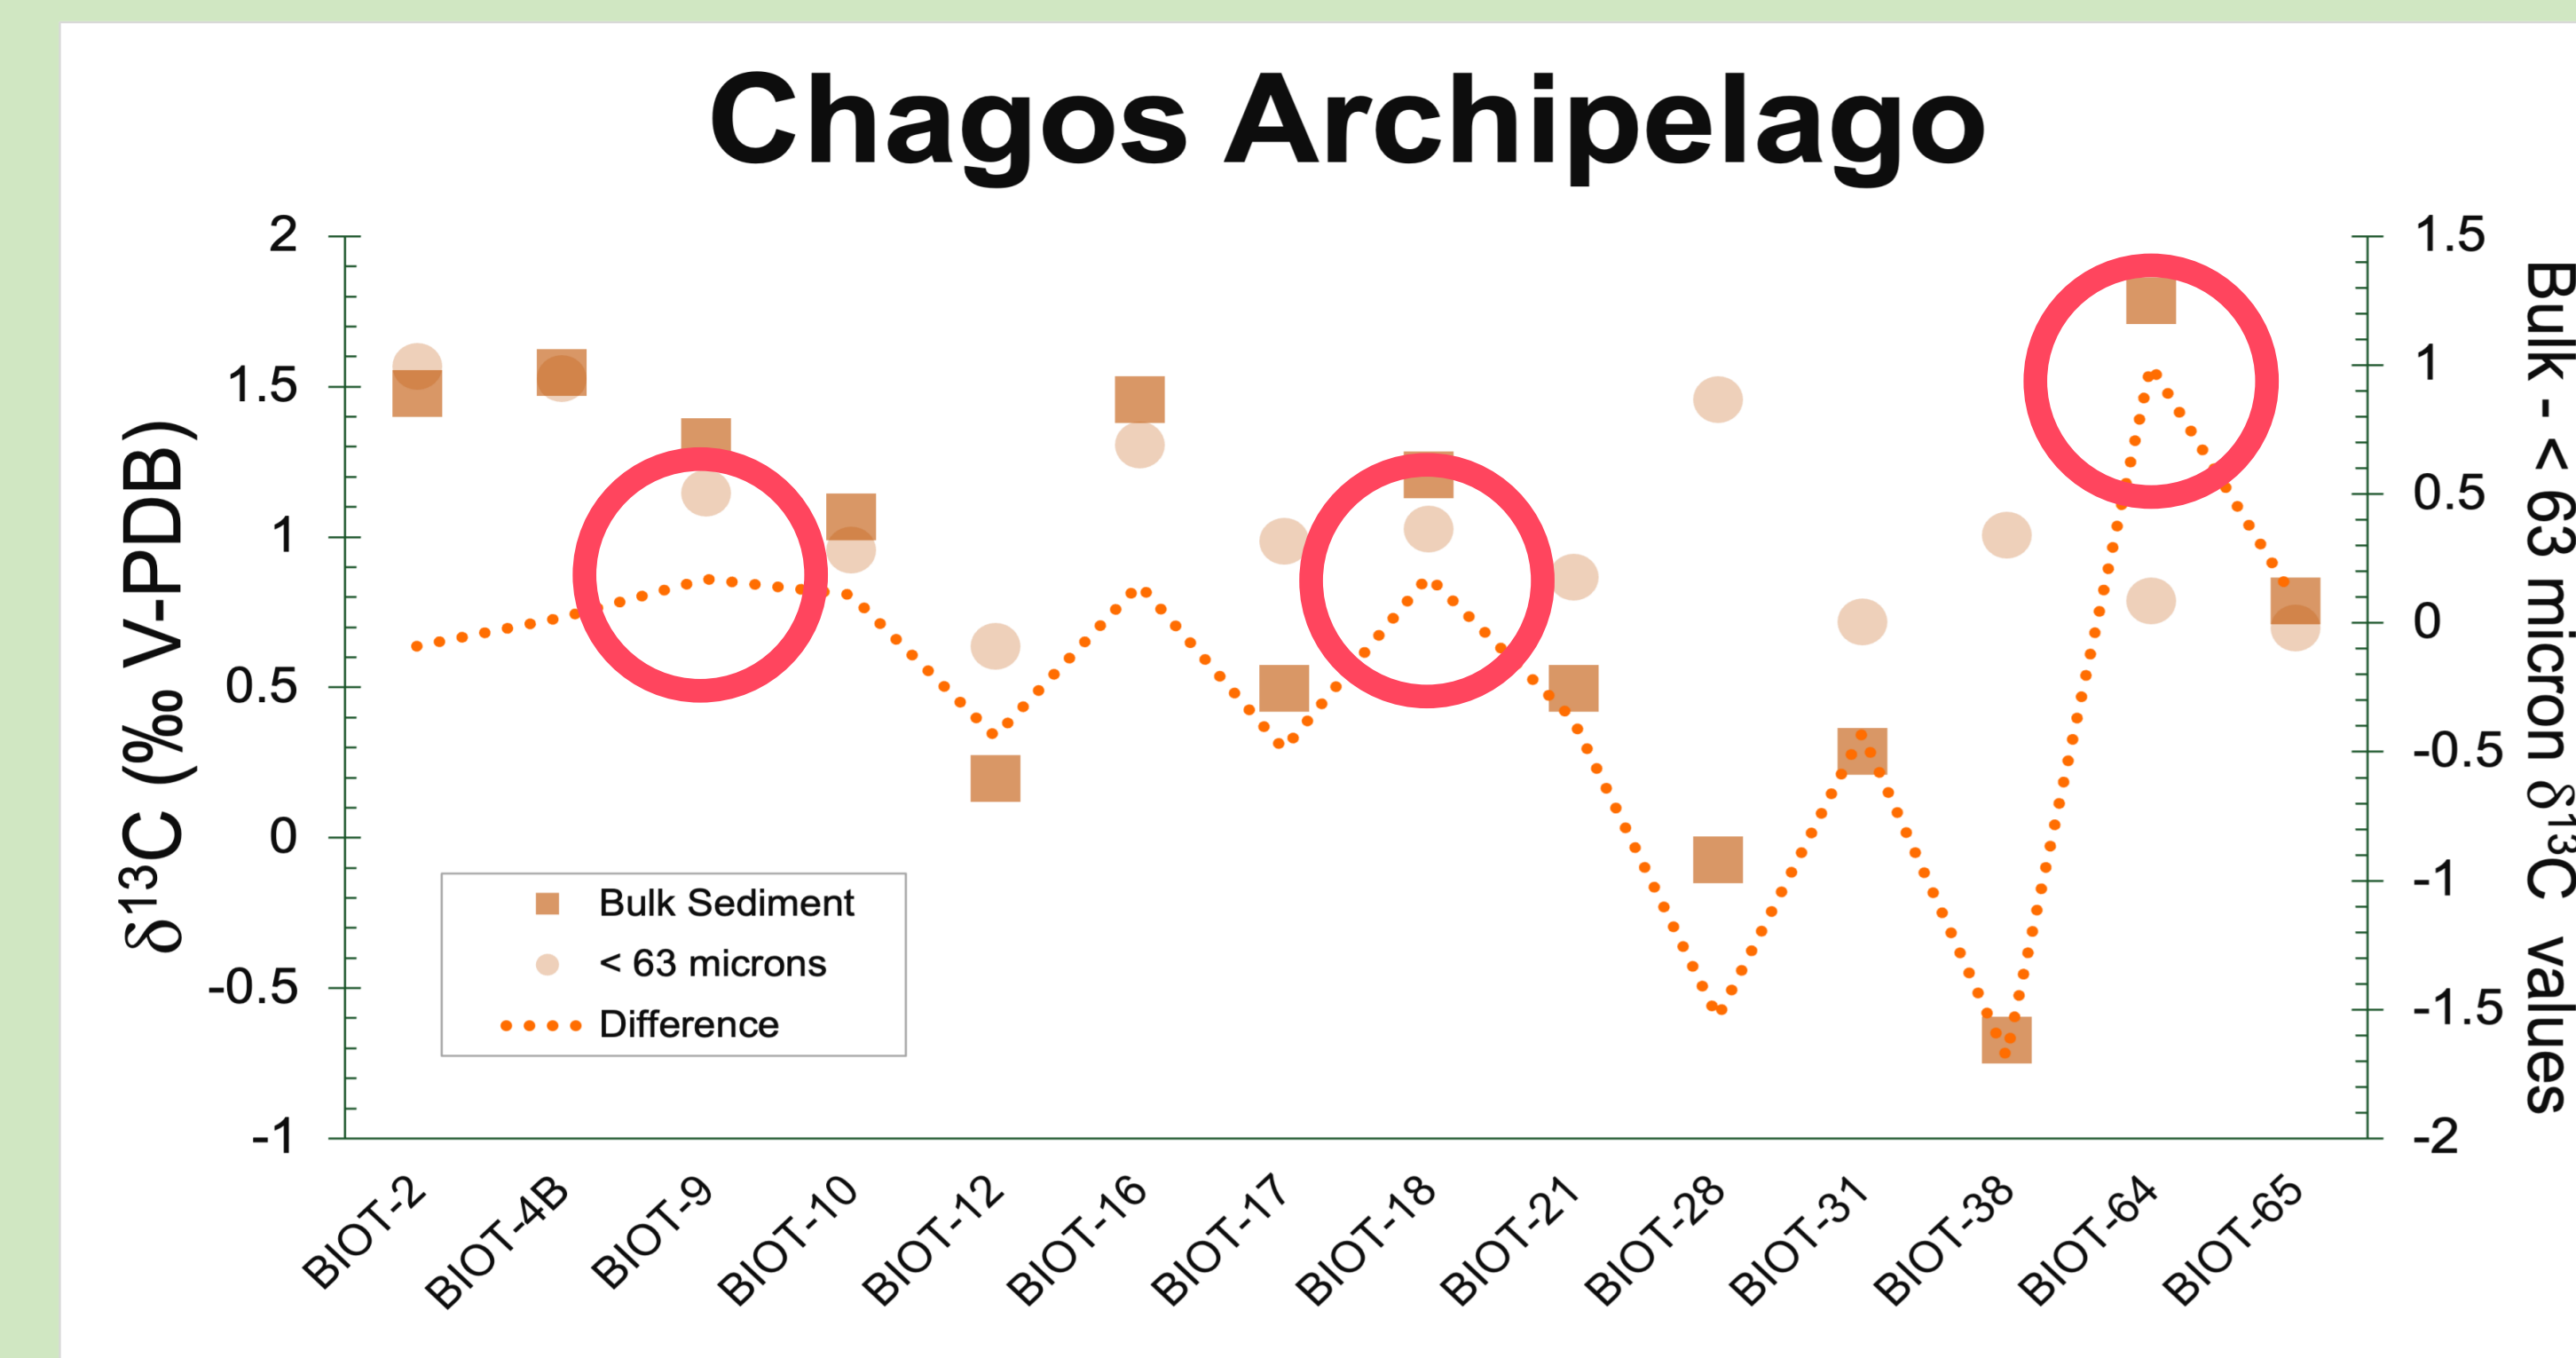 Chagos Archipelago
δ13C (‰ V-PDB)
2
1.5
1
0.5
0
-0.5
-1
1.5
1
0.5
0
-0.5
-1
-1.5
-2
Bulk - < 63 micron δ13C values
Bulk Sediment
< 63 microns
Difference
BIOT-2
BIOT-4B
BIOT-9
BIOT-10
BIOT-12
BIOT-16
BIOT-17
BIOT-18
BIOT-21
BIOT-28
BIOT-31
BIOT-38
BIOT-64
BIOT-65